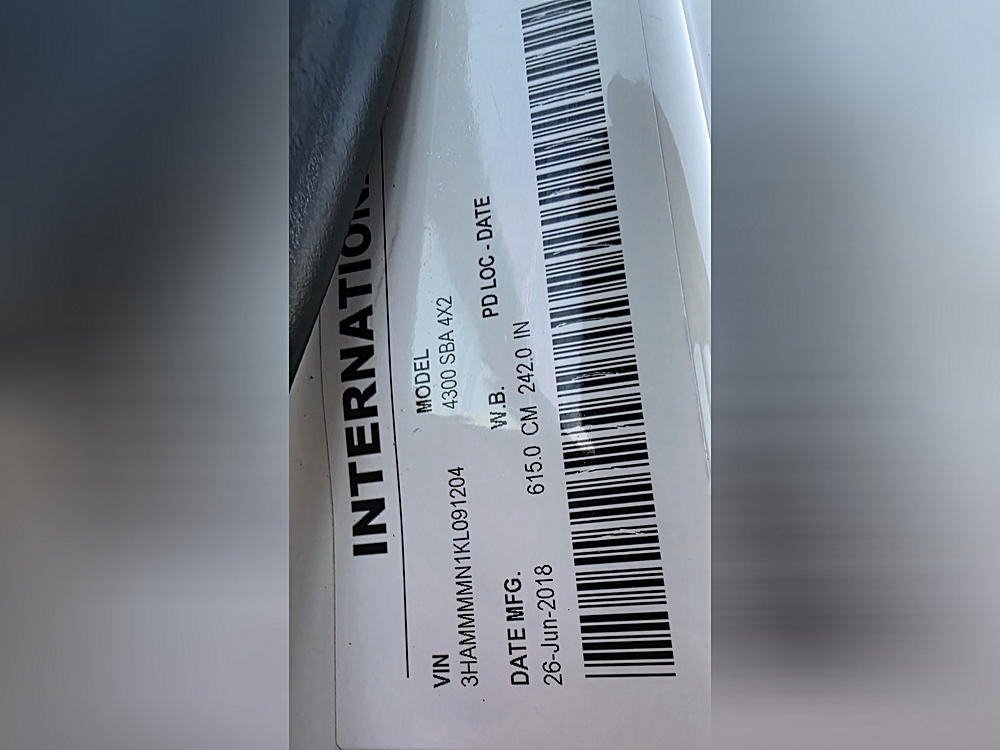 INTERNATIONA
VIN MODEL
3HAMMMMN1KL091204 4300 SBA 4X2
DATE MFG. W.B. PD LOC - DATE
26-Jun-2018 615.0 CM 242.0 IN